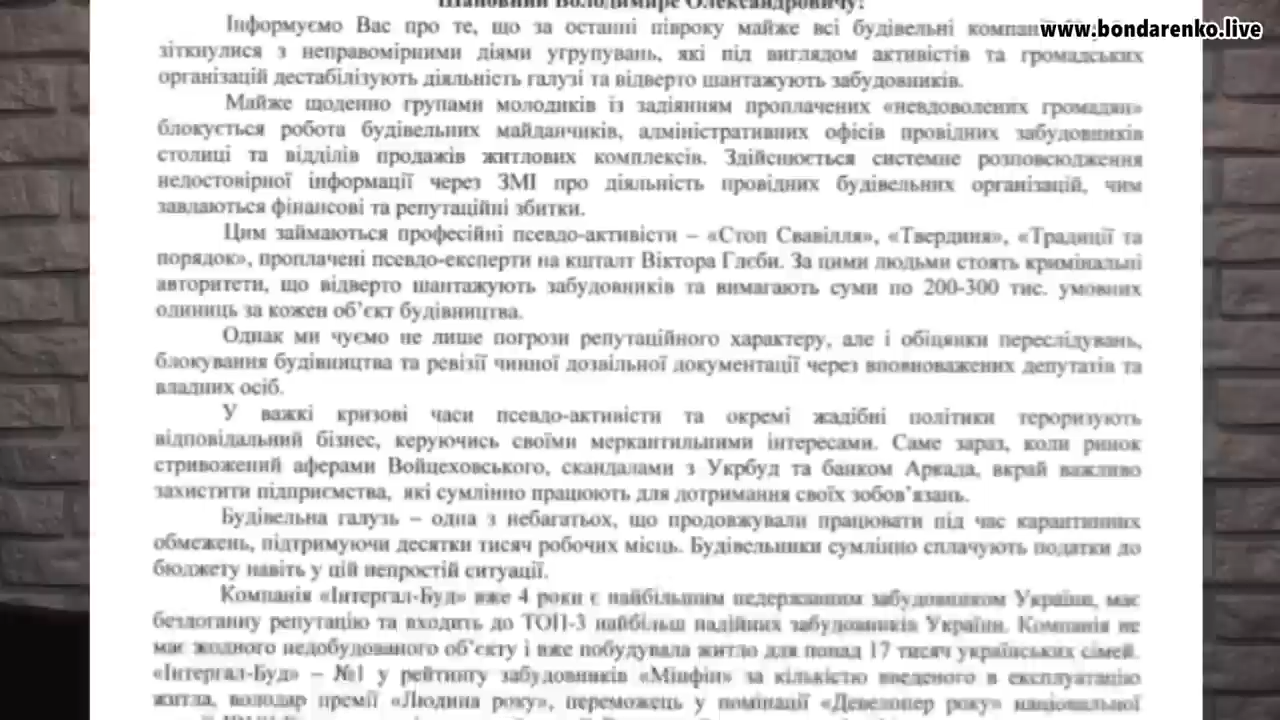 Шановний Володимире Олександровичу!
www.bondarenko.live
Інформуємо Вас про те, що за останні півроку майже всі будівельні компанії
зіткнулися з неправомірними діями угрупувань, які під виглядом активістів та громадських
організацій дестабілізують діяльність галузі та відверто шантажують забудовників.
Майже щоденно групами молодиків із задіянням проплачених «невдоволених громадян»
блокується робота будівельних майданчиків, адміністративних офісів провідних забудовників
столиці та відділів продажів житлових комплексів. Здійснюється системне розповсюдження
недостовірної інформації через ЗМІ про діяльність провідних будівельних організацій, чим
завдаються фінансові та репутаційні збитки.
Цим займаються професійні псевдо-активісти – «Стоп Свавілля», «Твердиня», «Традиції та
порядок», проплачені псевдо-експерти на кшталт Віктора Глєби. За цими людьми стоять кримінальні
авторитети, що відверто шантажують забудовників та вимагають суми по 200-300 тис. умовних
одиниць за кожен об’єкт будівництва.
Однак ми чуємо не лише погрози репутаційного характеру, але і обіцянки переслідувань,
блокування будівництва та ревізії чинної дозвільної документації через вповноважених депутатів та
владних осіб.
У важкі кризові часи псевдо-активісти та окремі жадібні політики тероризують
відповідальний бізнес, керуючись своїми меркантильними інтересами. Саме зараз, коли ринок
стривожений аферами Войцеховського, скандалами з Укрбуд та банком Аркада, вкрай важливо
захистити підприємства, які сумлінно працюють для дотримання своїх зобов’язань.
Будівельна галузь – одна з небагатьох, що продовжували працювати під час карантинних
обмежень, підтримуючи десятки тисяч робочих місць. Будівельники сумлінно сплачують податки до
бюджету навіть у цій непростій ситуації.
Компанія «Інтергал-Буд» вже 4 роки є найбільшим недержавним забудовником України, має
бездоганну репутацію та входить до ТОП-3 найбільш надійних забудовників України. Компанія не
має жодного недобудованого об’єкту і вже побудувала житло для понад 17 тисяч українських сімей.
«Інтергал-Буд» – №1 у рейтингу забудовників «Мінфін» за кількістю введеного в експлуатацію
житла, володар премії «Людина року», переможець у номінації «Девелопер року» національної